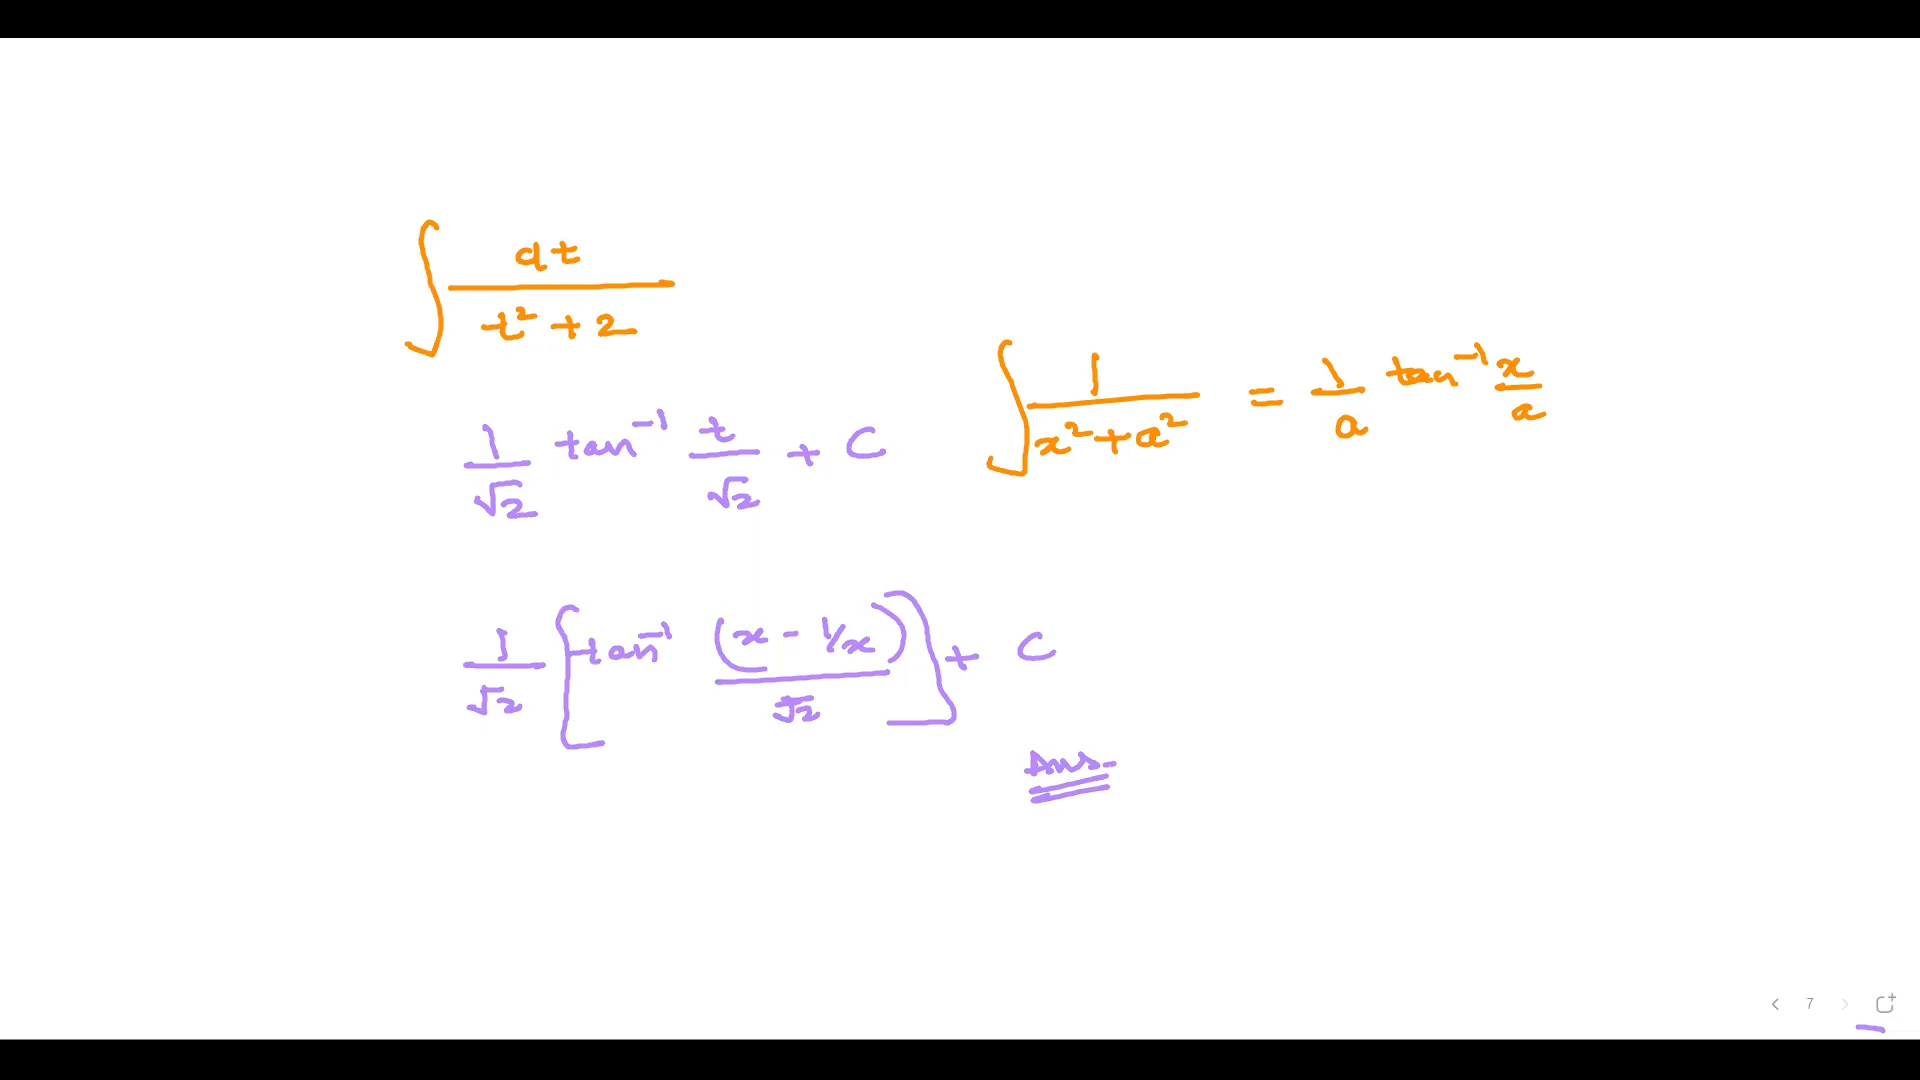 ∫ dt / (t² + 2)
∫ 1 / (x² + a²) = 1/a tan⁻¹ x/a
1/√2 tan⁻¹ t/√2 + C
1/√2 [tan⁻¹ (x - 1/x)/√2] + C
Ans.
< 7 >